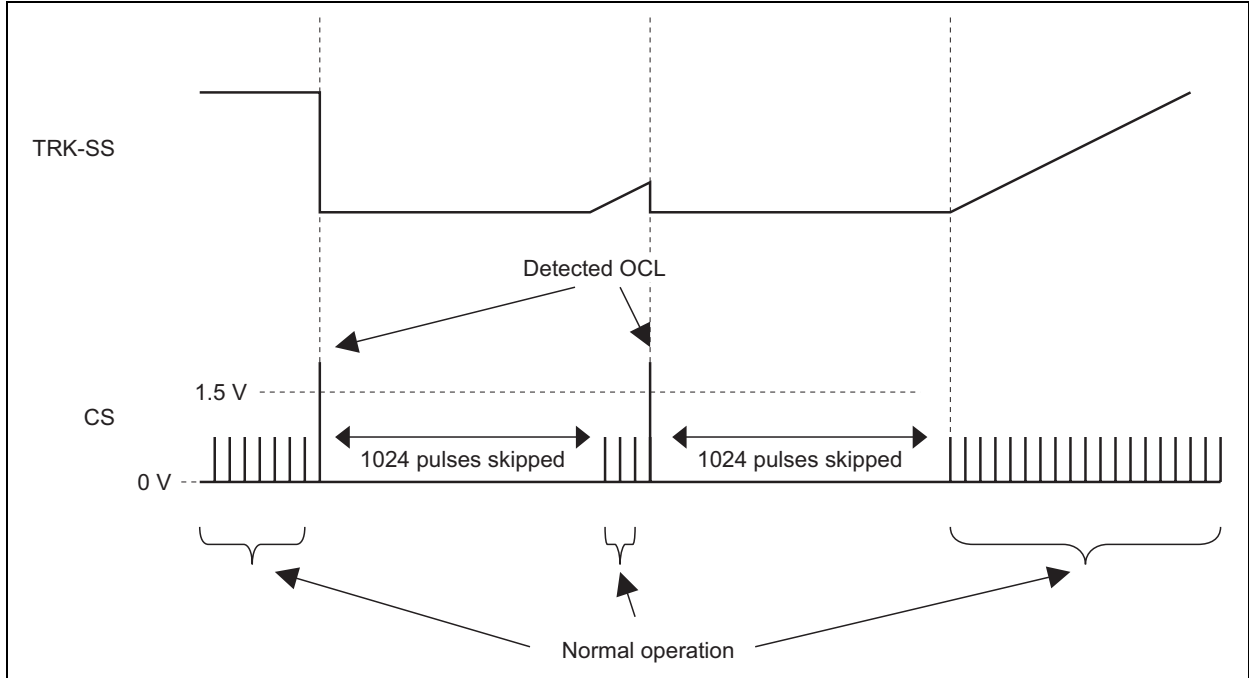 TRK-SS
Detected OCL
1.5 V
CS
1024 pulses skipped
1024 pulses skipped
0 V
Normal operation